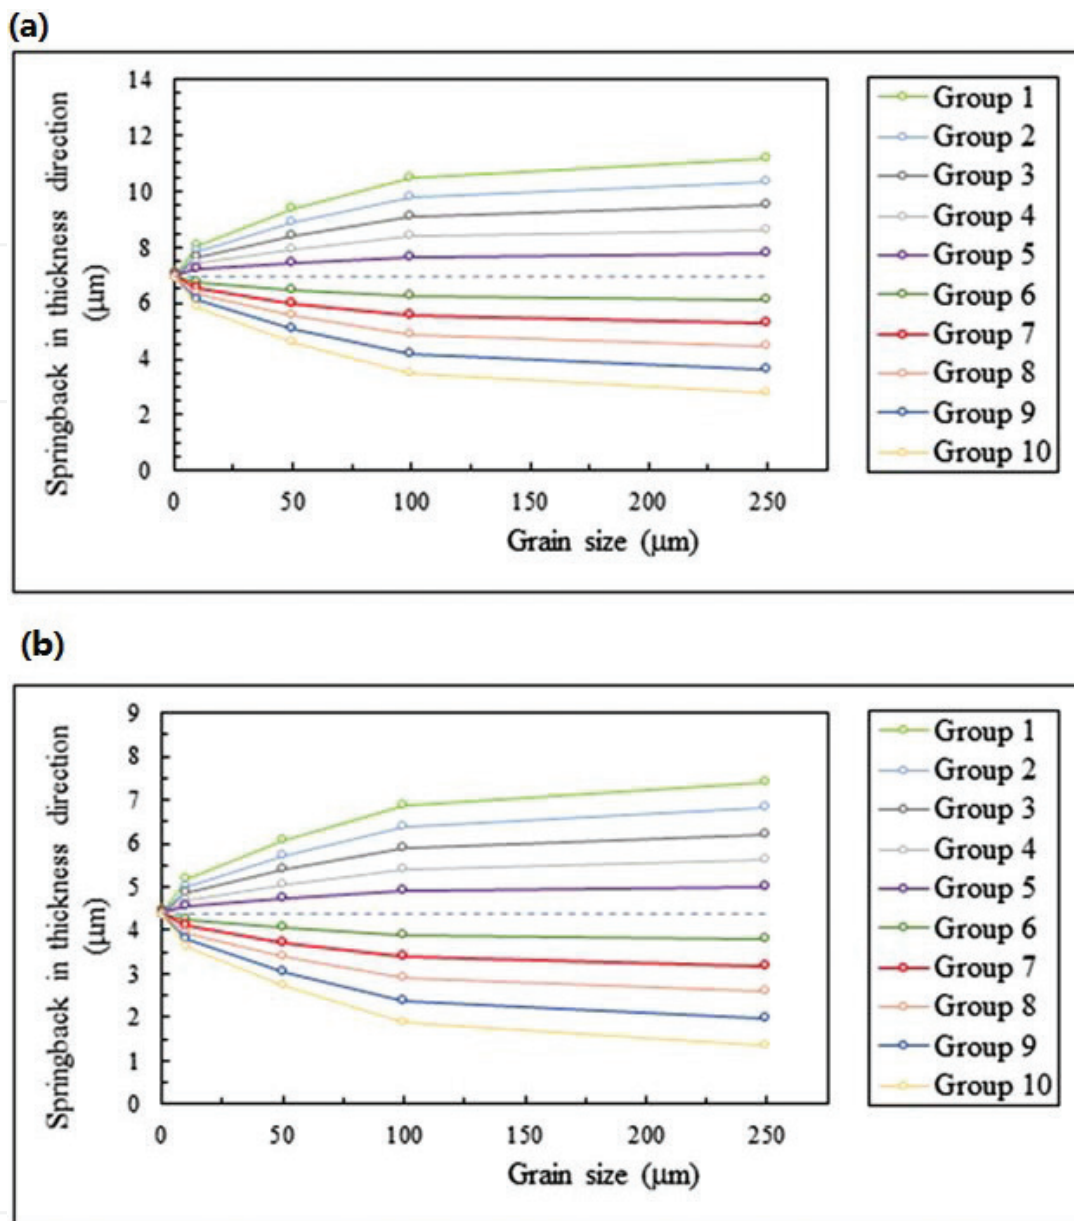 (a)
Springback in thickness direction
(μm)
14
12
10
8
6
4
2
0
0 50 100 150 200 250
Grain size (μm)
Group 1
Group 2
Group 3
Group 4
Group 5
Group 6
Group 7
Group 8
Group 9
Group 10
(b)
Springback in thickness direction
(μm)
9
8
7
6
5
4
3
2
1
0
0 50 100 150 200 250
Grain size (μm)
Group 1
Group 2
Group 3
Group 4
Group 5
Group 6
Group 7
Group 8
Group 9
Group 10